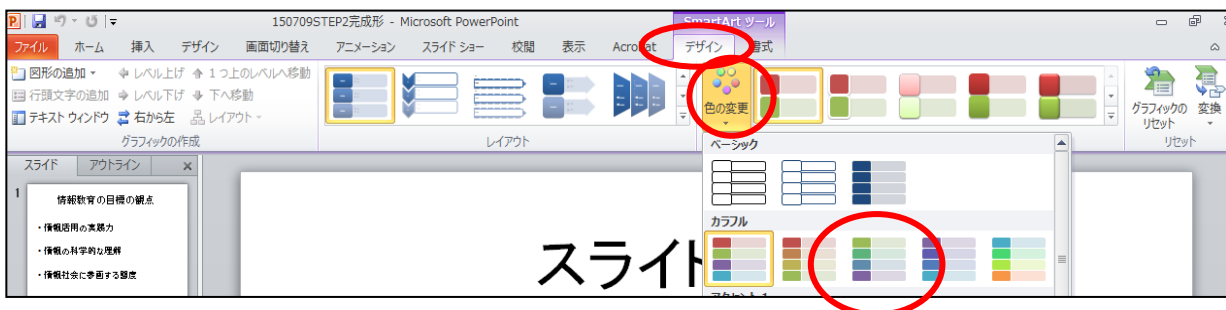 150709STEP2完成形 - Microsoft PowerPoint
SmartArt ツール
ファイル ホーム 挿入 デザイン 画面切り替え アニメーション スライド ショー 校閲 表示 Acrobat デザイン 書式
図形の追加 レベル上げ 1つ上のレベルへ移動
行頭文字の追加 レベル下げ 下へ移動
テキスト ウィンドウ 右から左 レイアウト
グラフィックの作成
レイアウト
色の変更
グラフィックの
リセット
変換
リセット
ベーシック
カラフル
スライド アウトライン
1
情報教育の目標の観点
・情報活用の実践力
・情報の科学的な理解
・情報社会に参画する態度
スライド
アクセント 1